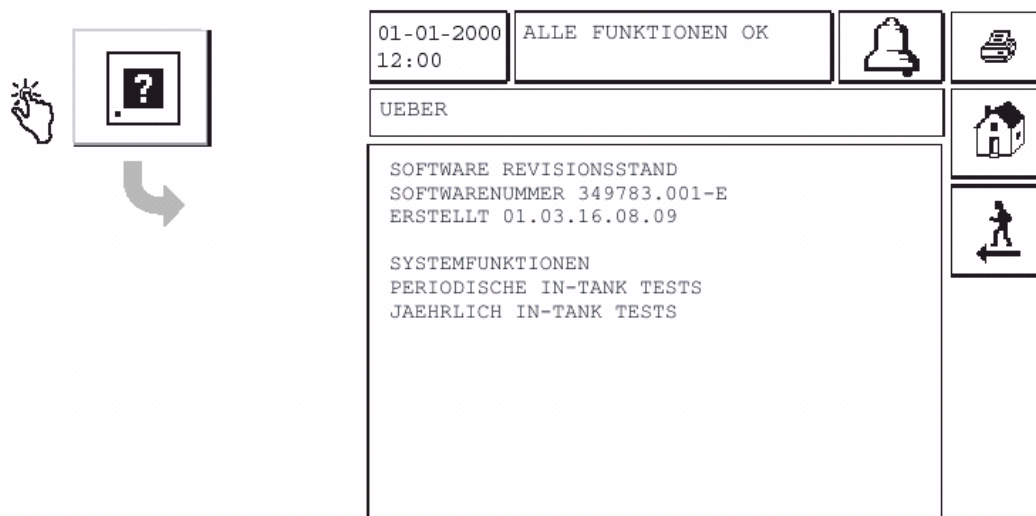 ?
01-01-2000
12:00
ALLE FUNKTIONEN OK
UEBER
SOFTWARE REVISIONSSTAND
SOFTWARENUMMER 349783.001-E
ERSTELLT 01.03.16.08.09
SYSTEMFUNKTIONEN
PERIODISCHE IN-TANK TESTS
JAEHRLICH IN-TANK TESTS